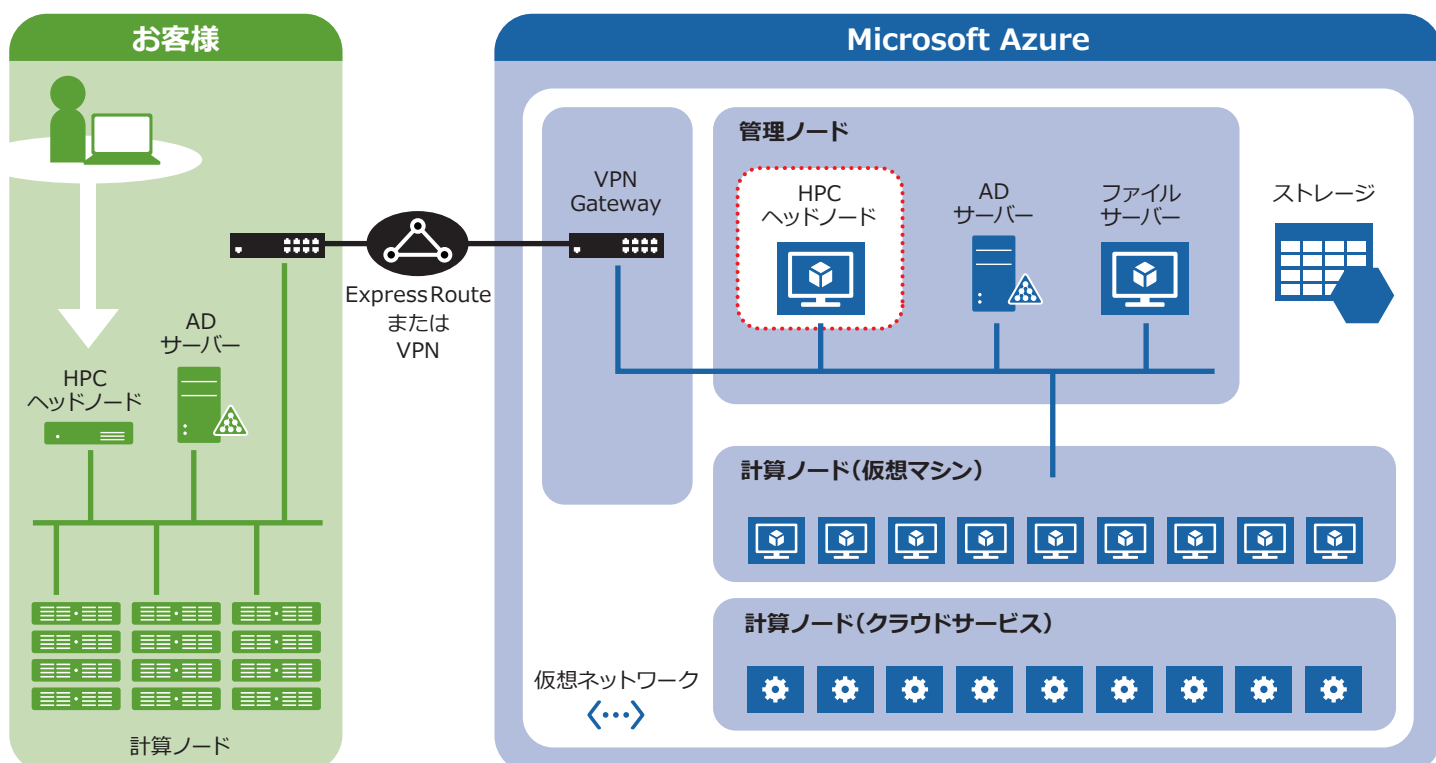 お客様
AD
サーバー
HPC
ヘッドノード
計算ノード
ExpressRoute
または
VPN
Microsoft Azure
VPN
Gateway
管理ノード
HPC
ヘッドノード
AD
サーバー
ファイル
サーバー
ストレージ
計算ノード(仮想マシン)
計算ノード(クラウドサービス)
仮想ネットワーク